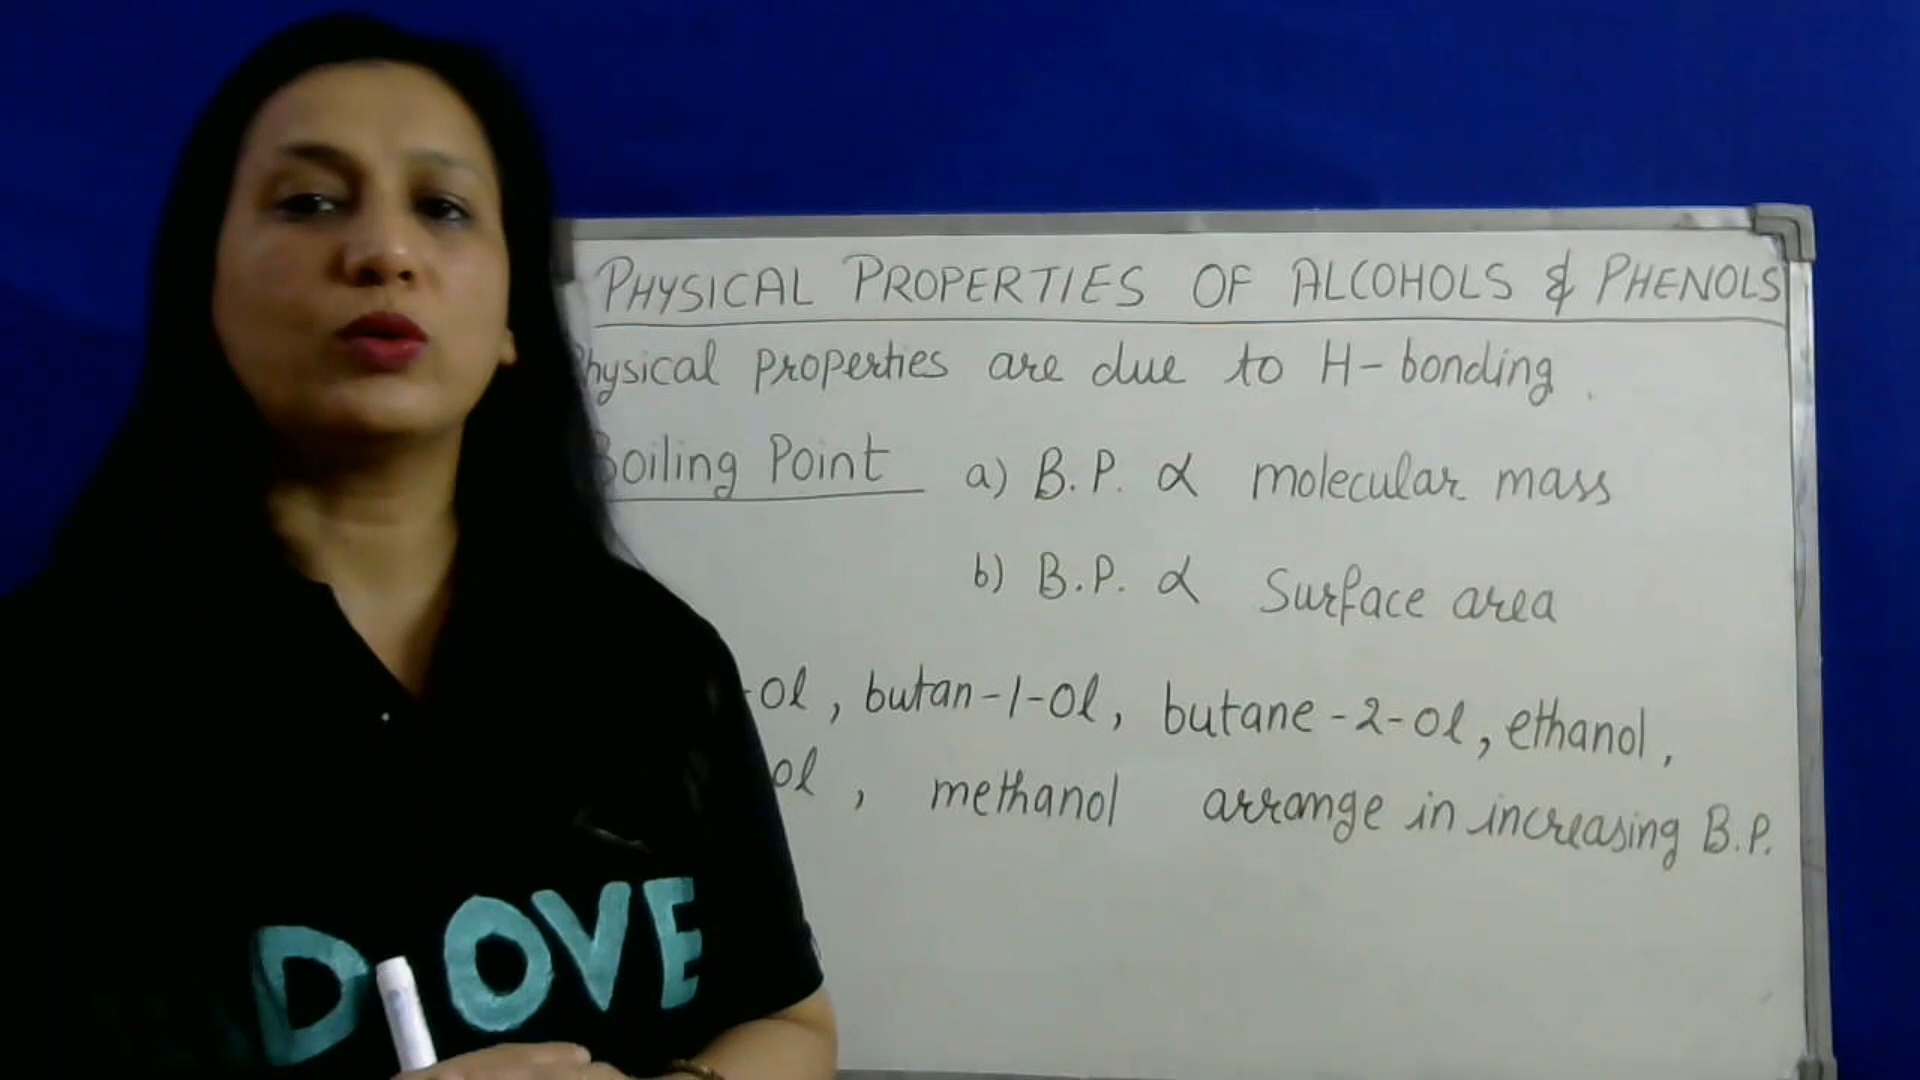 PHYSICAL PROPERTIES OF ALCOHOLS & PHENOLS
Physical properties are due to H-bonding.
Boiling Point a) B.P. ∝ molecular mass
b) B.P. ∝ Surface area
-ol, butan-1-ol, butane-2-ol, ethanol,
ol, methanol arrange in increasing B.P.
D OVE